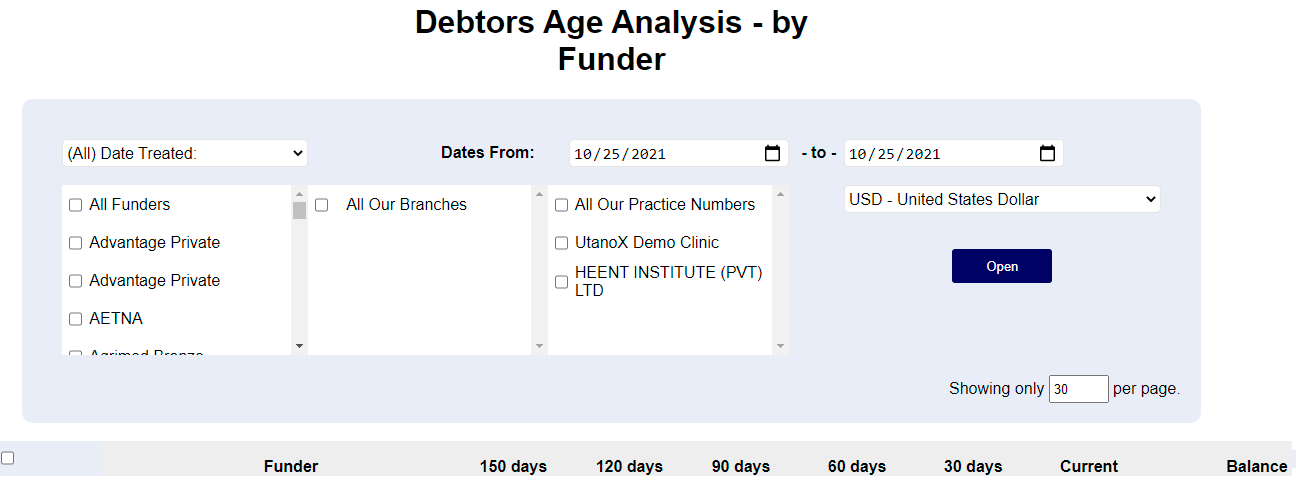 Debtors Age Analysis - by
Funder
(All) Date Treated:
Dates From:
10/25/2021
- to -
10/25/2021
All Funders
Advantage Private
Advantage Private
AETNA
Agrimed Bronze
All Our Branches
All Our Practice Numbers
UtanoX Demo Clinic
HEENT INSTITUTE (PVT)
LTD
USD - United States Dollar
Open
Showing only 30 per page.
Funder 150 days 120 days 90 days 60 days 30 days Current Balance